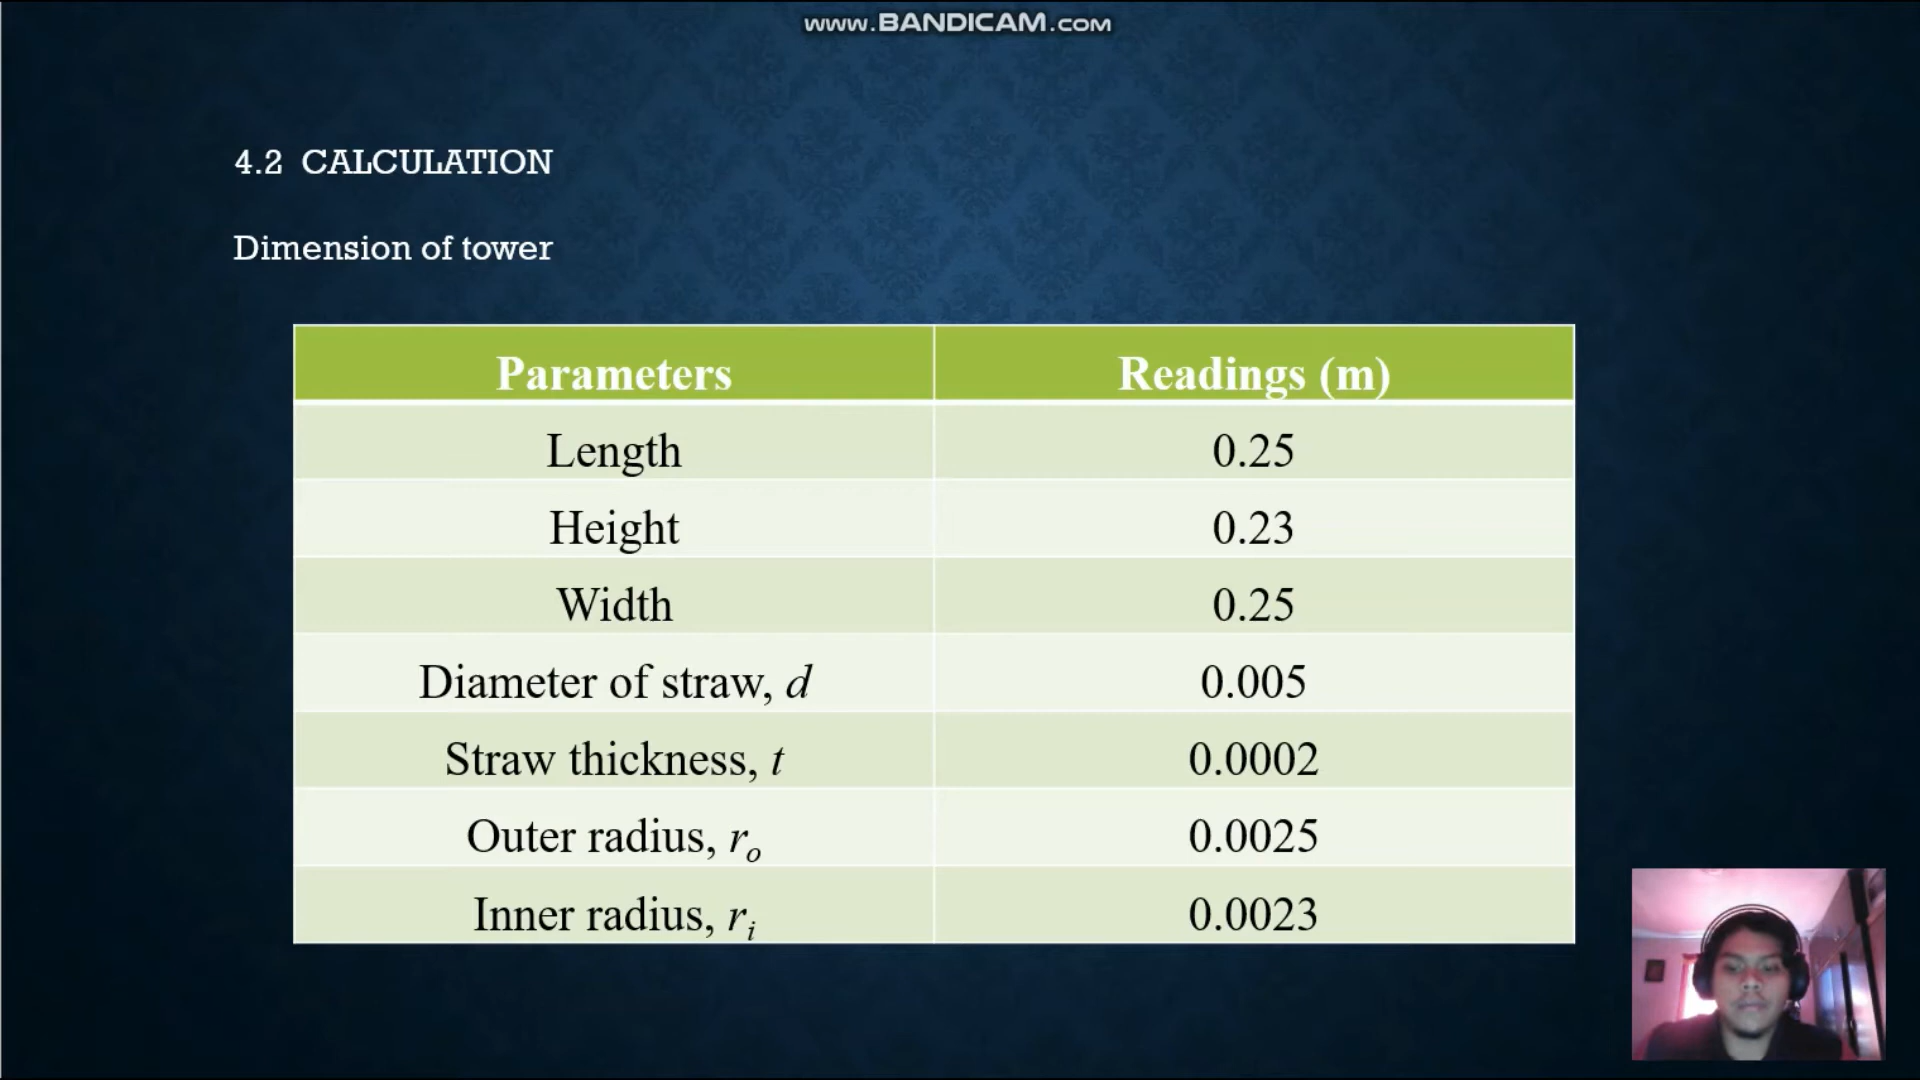 www.BANDICAM.com
4.2 CALCULATION
Dimension of tower
Parameters Readings (m)
Length 0.25
Height 0.23
Width 0.25
Diameter of straw, d 0.005
Straw thickness, t 0.0002
Outer radius, rₒ 0.0025
Inner radius, rᵢ 0.0023